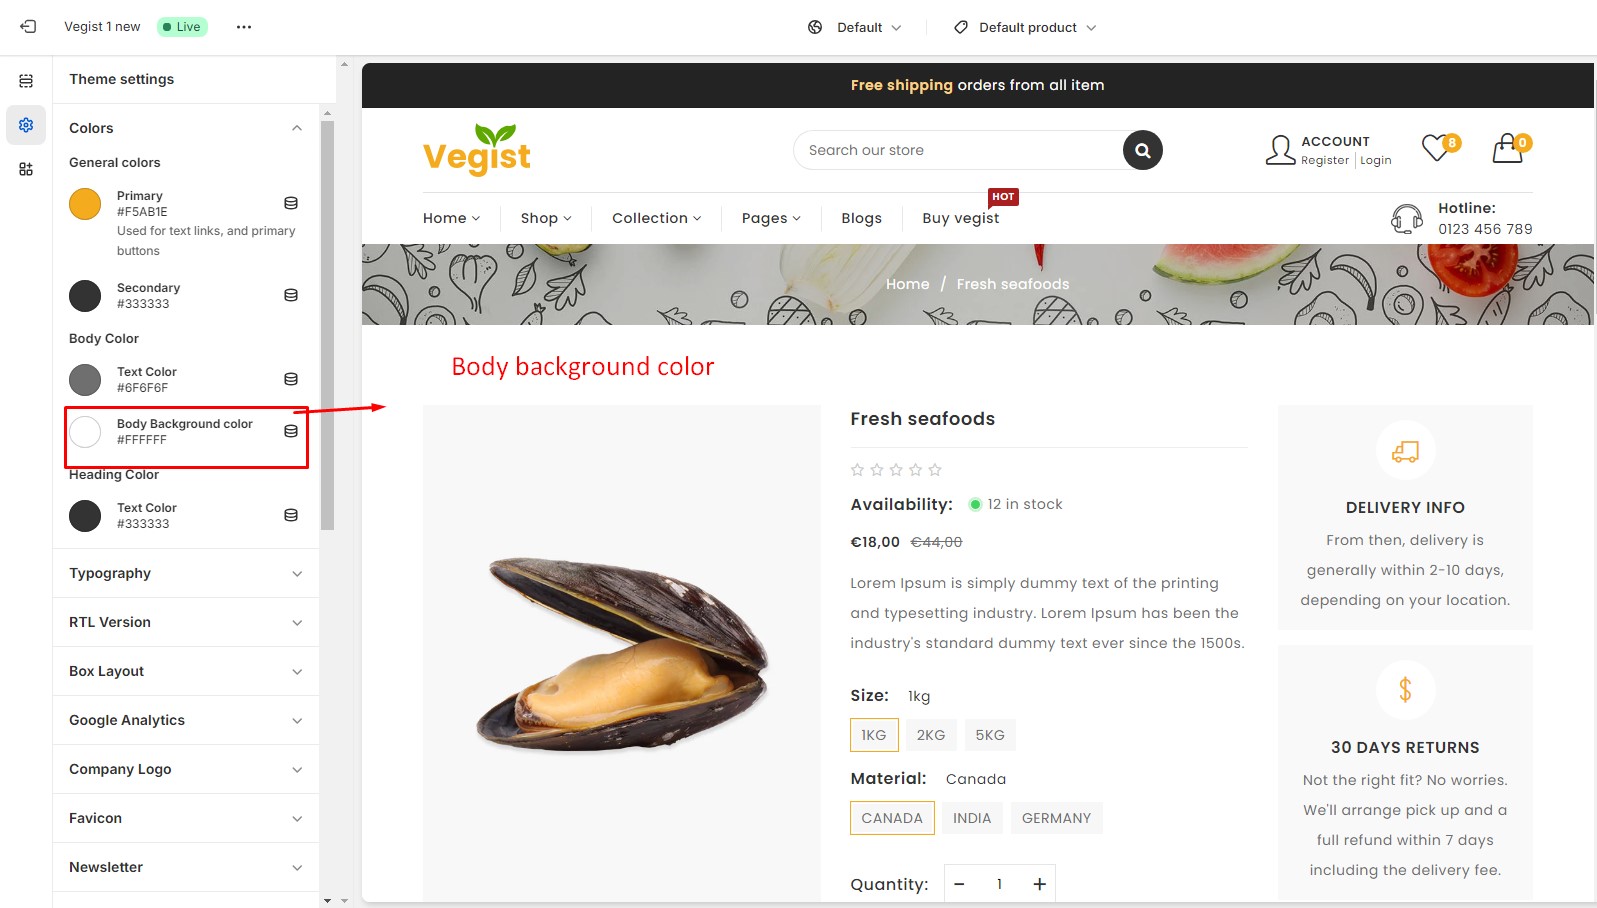 Vegist 1 new
Live
Default
Default product
Theme settings
Colors
General colors
Primary
#F5AB1E
Used for text links, and primary
buttons
Secondary
#333333
Body Color
Text Color
#6F6F6F
Body Background color
#FFFFFF
Heading Color
Text Color
#333333
Typography
RTL Version
Box Layout
Google Analytics
Company Logo
Favicon
Newsletter
Free shipping orders from all item
Vegist
Search our store
ACCOUNT
Register Login
8
0
HOT
Home
Shop
Collection
Pages
Blogs
Buy vegist
Hotline:
0123 456 789
Home / Fresh seafoods
Body background color
Fresh seafoods
Availability: 12 in stock
€18,00 €44,00
Lorem Ipsum is simply dummy text of the printing
and typesetting industry. Lorem Ipsum has been the
industry's standard dummy text ever since the 1500s.
Size: 1kg
1KG 2KG 5KG
Material: Canada
CANADA INDIA GERMANY
Quantity: − 1 +
DELIVERY INFO
From then, delivery is
generally within 2-10 days,
depending on your location.
$
30 DAYS RETURNS
Not the right fit? No worries.
We'll arrange pick up and a
full refund within 7 days
including the delivery fee.